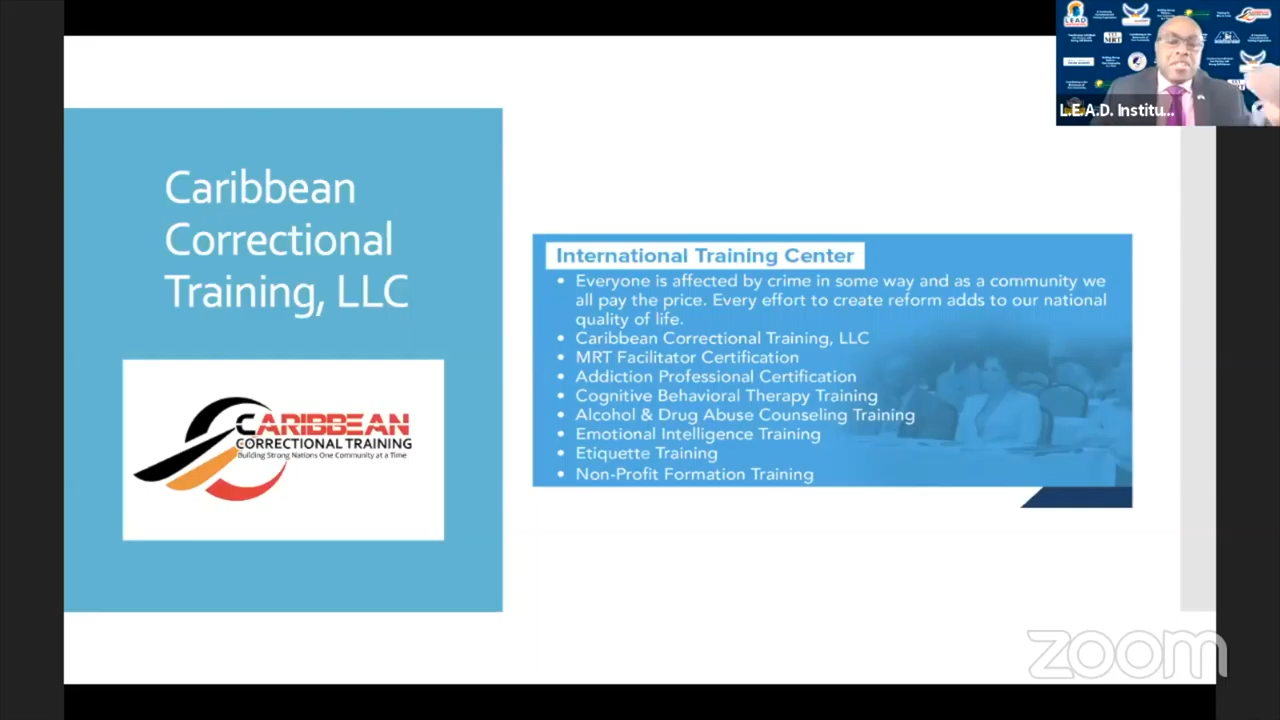 Caribbean
Correctional
Training, LLC
CARIBBEAN
CORRECTIONAL TRAINING
Building Strong Nations One Community at a Time
International Training Center
• Everyone is affected by crime in some way and as a community we
all pay the price. Every effort to create reform adds to our national
quality of life.
• Caribbean Correctional Training, LLC
• MRT Facilitator Certification
• Addiction Professional Certification
• Cognitive Behavioral Therapy Training
• Alcohol & Drug Abuse Counseling Training
• Emotional Intelligence Training
• Etiquette Training
• Non-Profit Formation Training
LEAD
MRT
L.E.A.D. Institu...
zoom